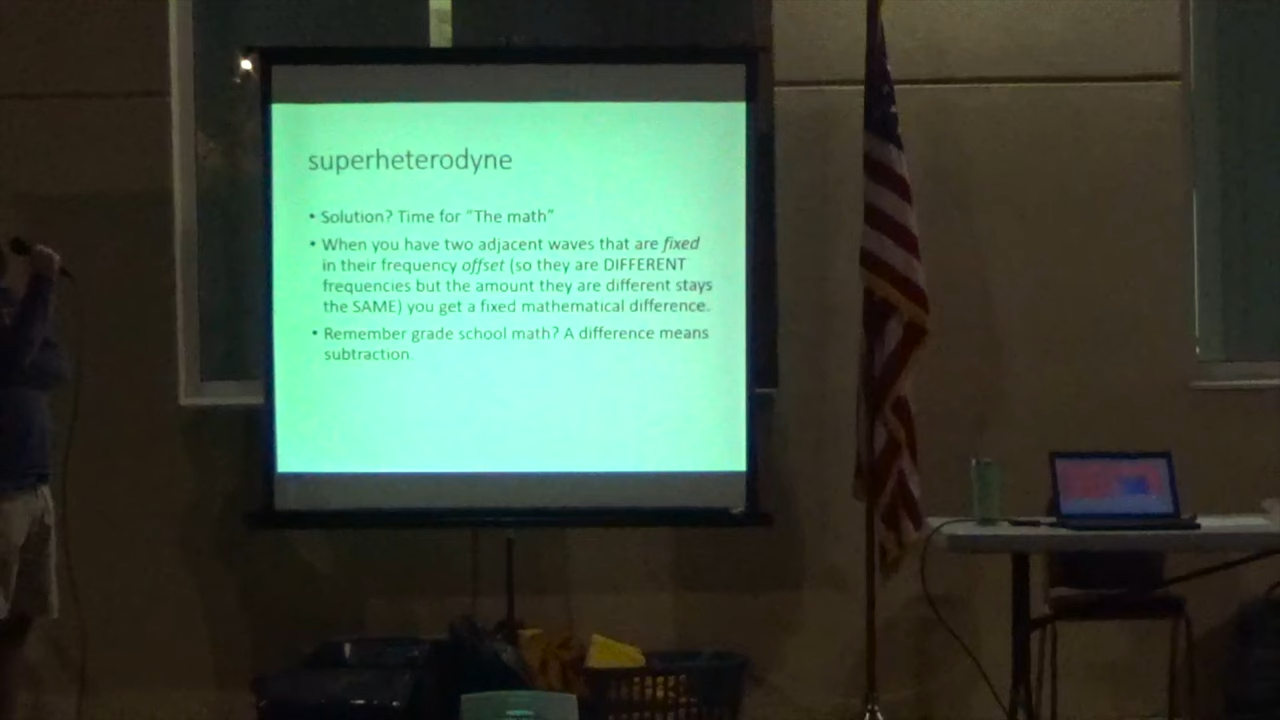 superheterodyne
• Solution? Time for "The math"
• When you have two adjacent waves that are fixed
in their frequency offset (so they are DIFFERENT
frequencies but the amount they are different stays
the SAME) you get a fixed mathematical difference.
• Remember grade school math? A difference means
subtraction.